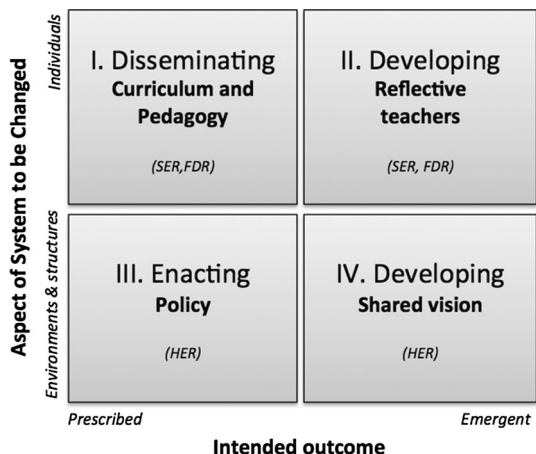 Aspect of System to be Changed
Individuals
Environments & structures
I. Disseminating
Curriculum and
Pedagogy
(SER,FDR)
II. Developing
Reflective
teachers
(SER, FDR)
III. Enacting
Policy
(HER)
IV. Developing
Shared vision
(HER)
Prescribed
Emergent
Intended outcome